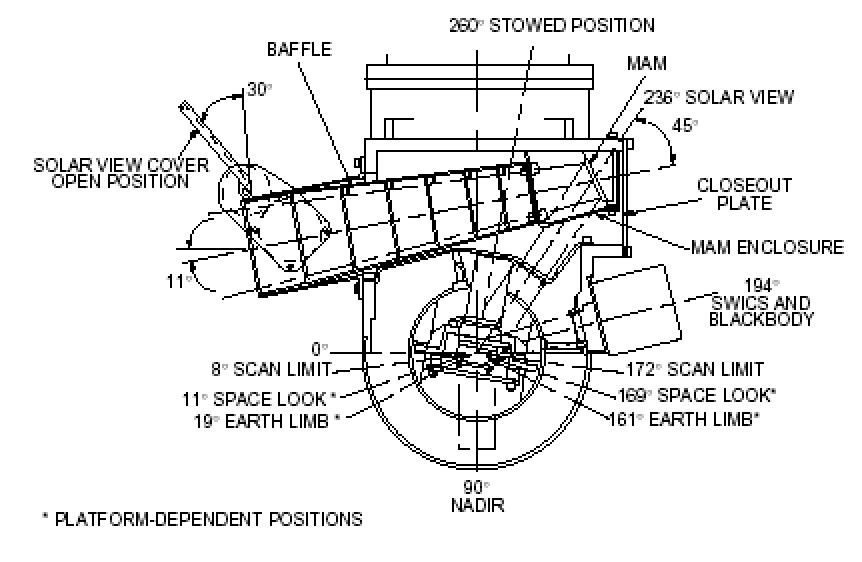 260° STOWED POSITION
BAFFLE
MAM
30°
236° SOLAR VIEW
45°
SOLAR VIEW COVER
OPEN POSITION
CLOSEOUT
PLATE
MAM ENCLOSURE
11°
194°
SWICS AND
BLACKBODY
0°
8° SCAN LIMIT
172° SCAN LIMIT
11° SPACE LOOK *
169° SPACE LOOK*
19° EARTH LIMB *
161° EARTH LIMB*
90°
NADIR
* PLATFORM-DEPENDENT POSITIONS